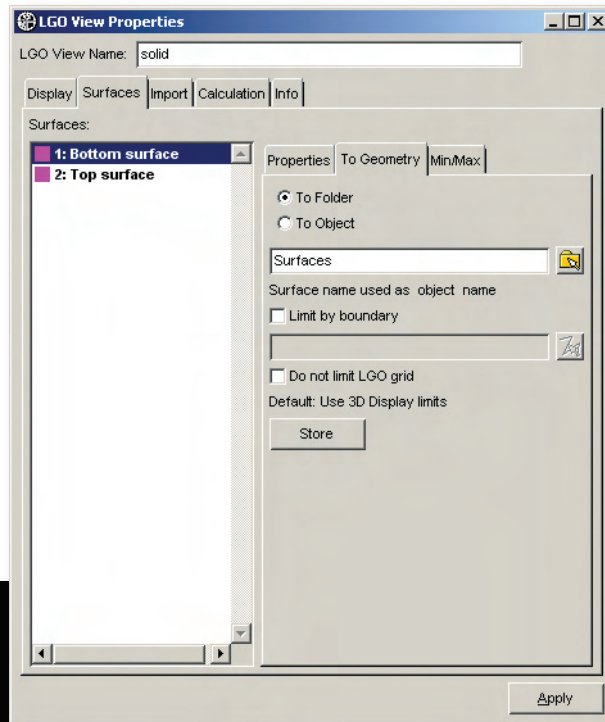 LGO View Properties
LGO View Name: solid
Display Surfaces Import Calculation Info
Surfaces:
1: Bottom surface
2: Top surface
Properties To Geometry Min/Max
To Folder
To Object
Surfaces
Surface name used as object name
Limit by boundary
Do not limit LGO grid
Default: Use 3D Display limits
Store
Apply